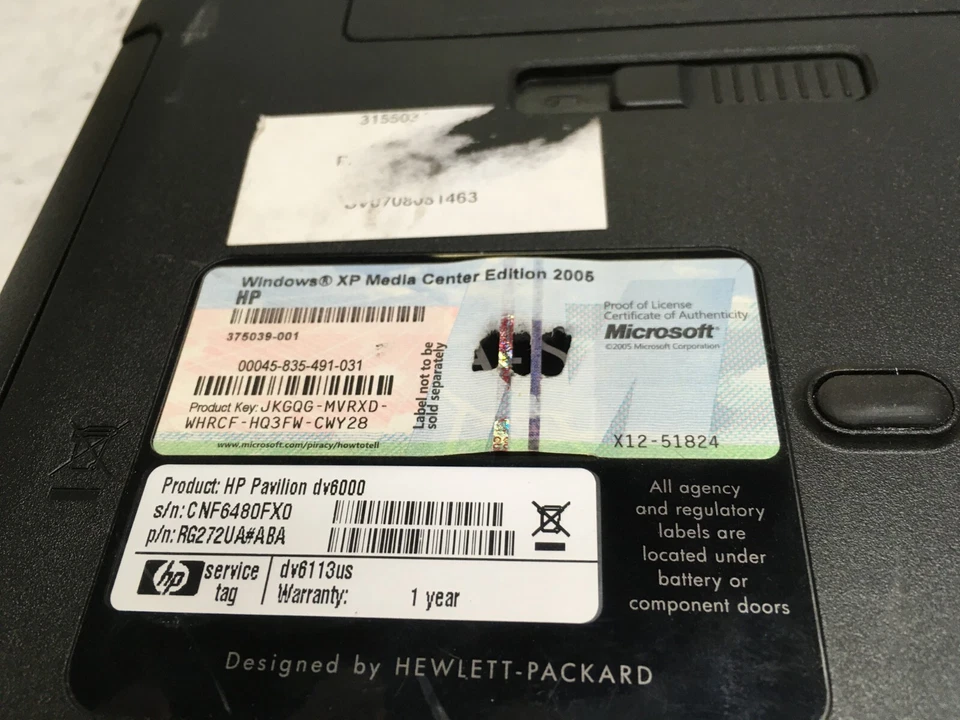 Windows® XP Media Center Edition 2005
HP
375039-001
00045-835-491-031
Product Key: JKGQG-MVRXD-
WHRCF-HQ3FW-CWY28
www.microsoft.com/piracy/howtotell
Label not to be
sold separately
Proof of License
Certificate of Authenticity
Microsoft®
©2005 Microsoft Corporation
X12-51824
Product: HP Pavilion dv6000
s/n: CNF6480FX0
p/n: RG272UA#ABA
hp
service
tag
dv6113us
Warranty: 1 year
All agency
and regulatory
labels are
located under
battery or
component doors
Designed by HEWLETT-PACKARD